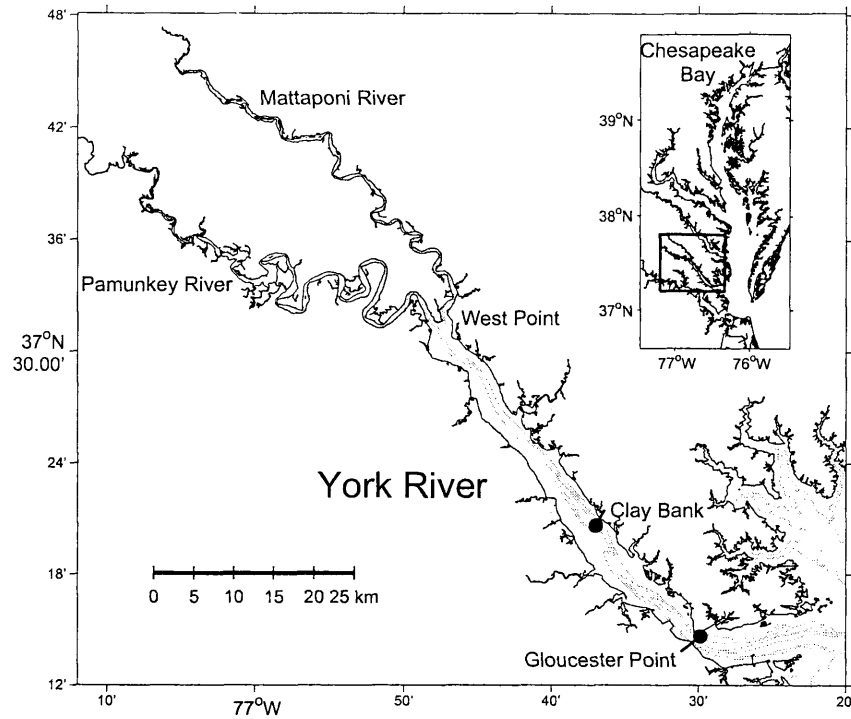 48'
Chesapeake
Bay
Mattaponi River
39°N
42'
38°N
36'
Pamunkey River
37°N
West Point
37°N
30.00'
77°W 76°W
24'
York River
Clay Bank
18'
0 5 10 15 20 25 km
Gloucester Point
12'
10' 77°W 50' 40' 30' 20